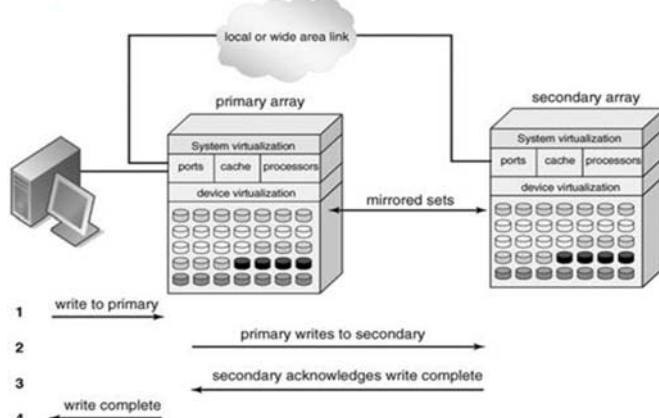 local or wide area link
primary array
secondary array
System virtualization
ports cache processors
device virtualization
System virtualization
ports cache processors
device virtualization
mirrored sets
1 write to primary
2 primary writes to secondary
3 secondary acknowledges write complete
4 write complete